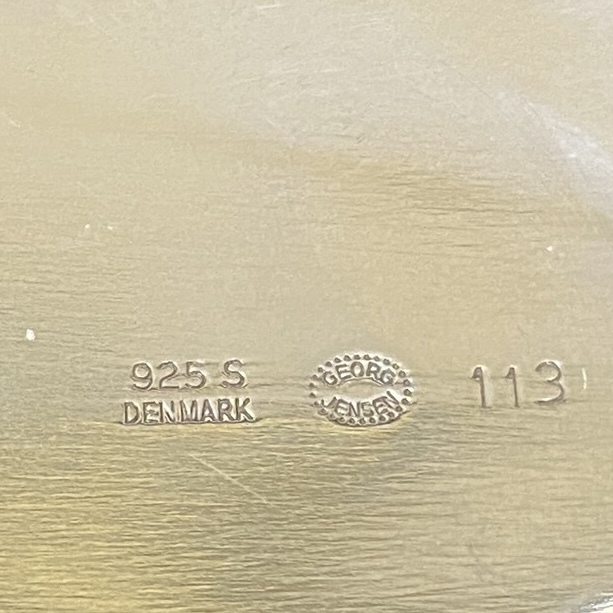 925 S
DENMARK
GEORG
JENSEN
113